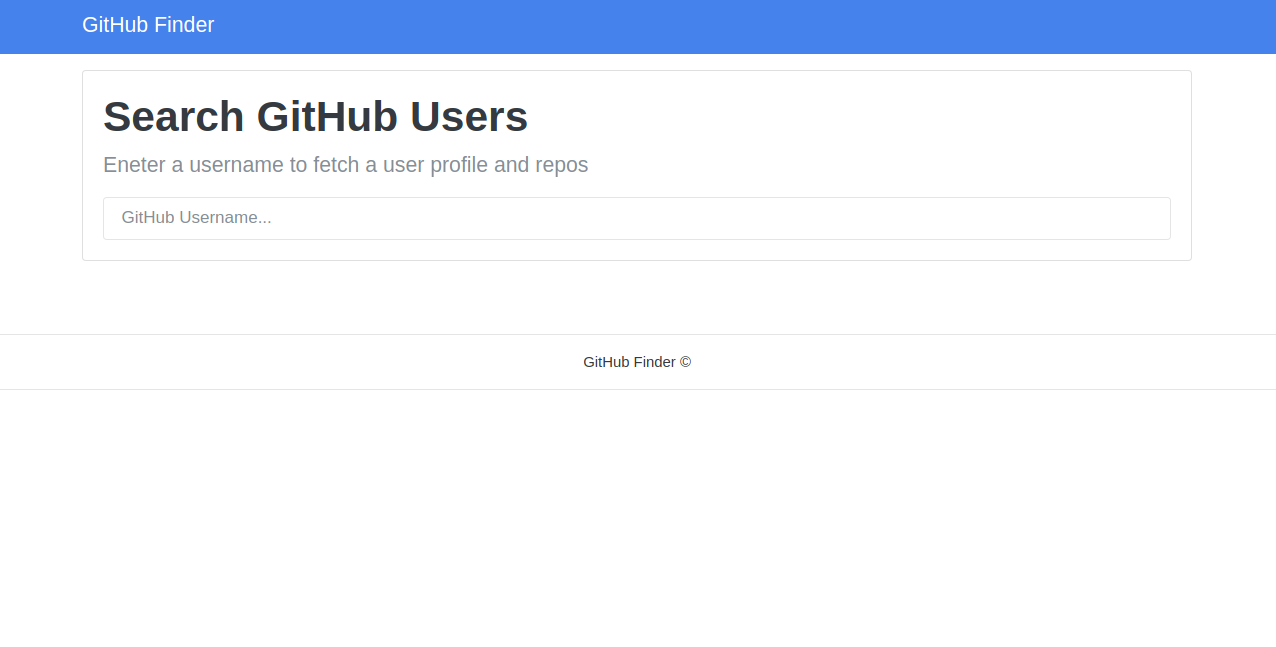 GitHub Finder
Search GitHub Users
Eneter a username to fetch a user profile and repos
GitHub Username...
GitHub Finder ©